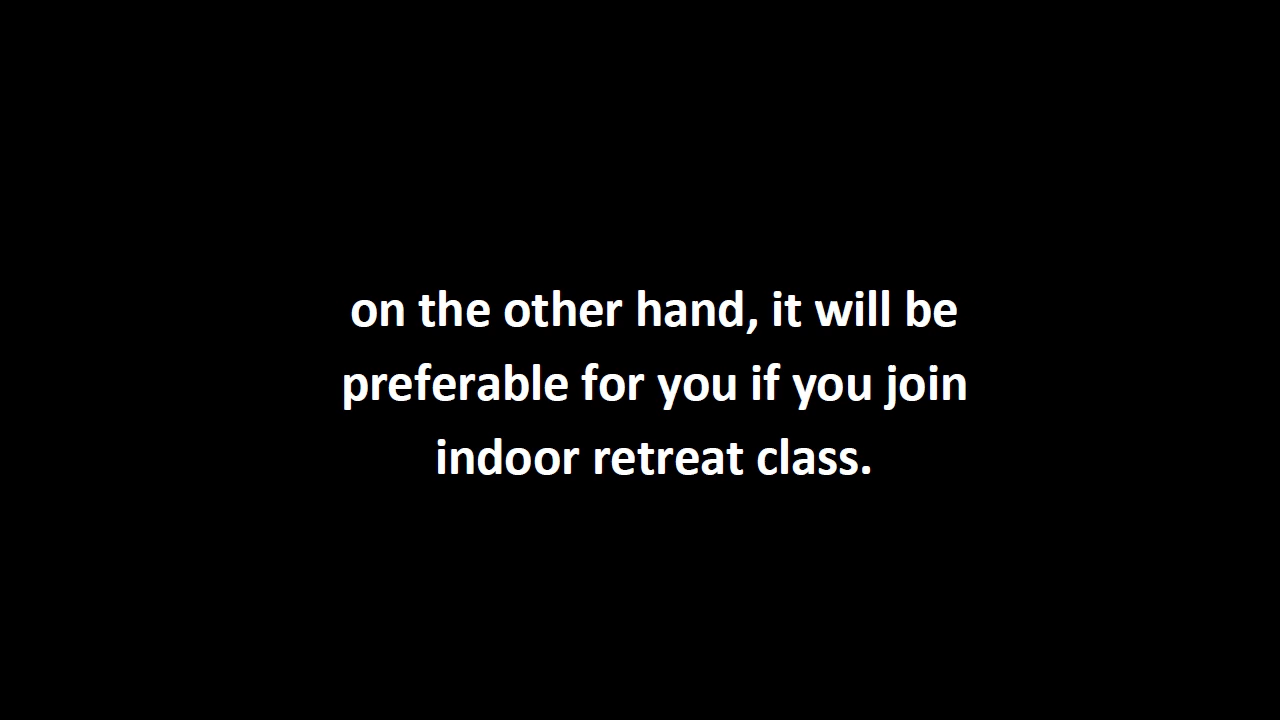 on the other hand, it will be
preferable for you if you join
indoor retreat class.